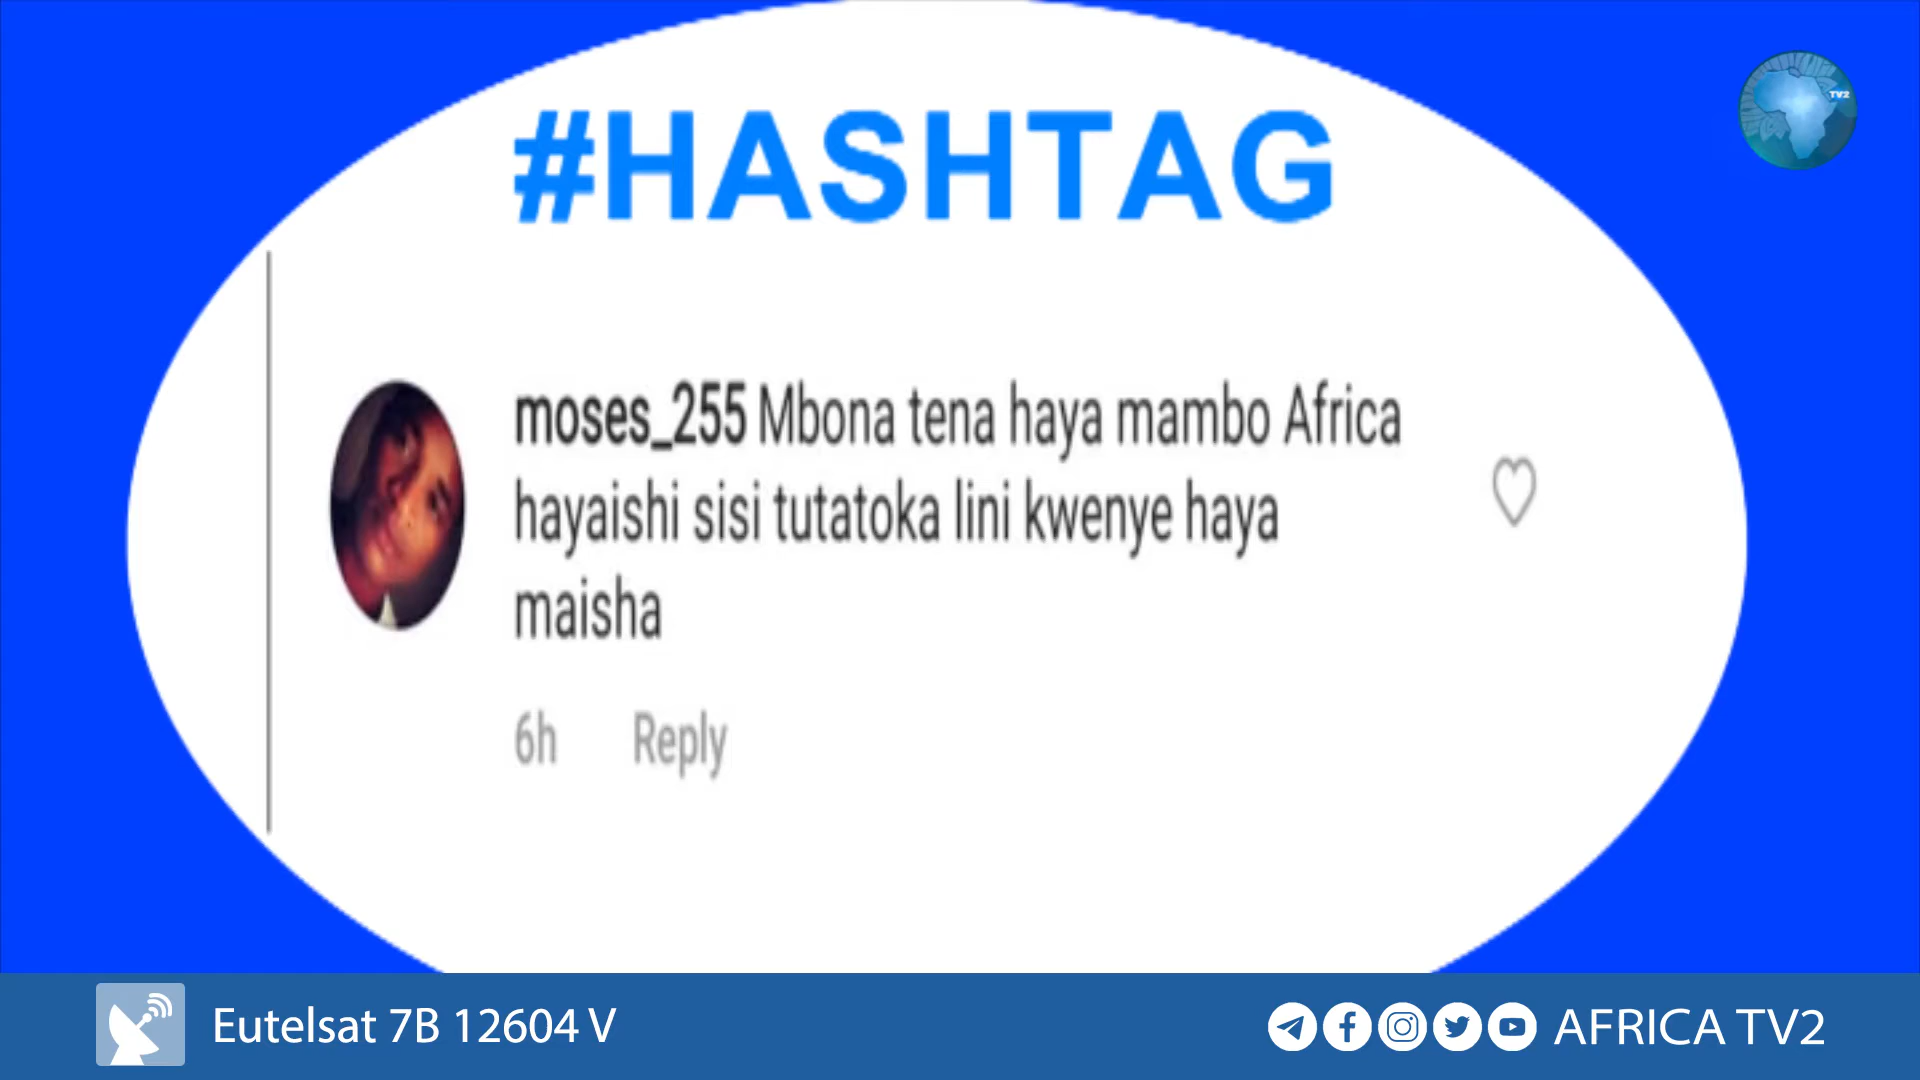 #HASHTAG
TV2
moses_255 Mbona tena haya mambo Africa
hayaishi sisi tutatoka lini kwenye haya
maisha
6h Reply
Eutelsat 7B 12604 V
AFRICA TV2